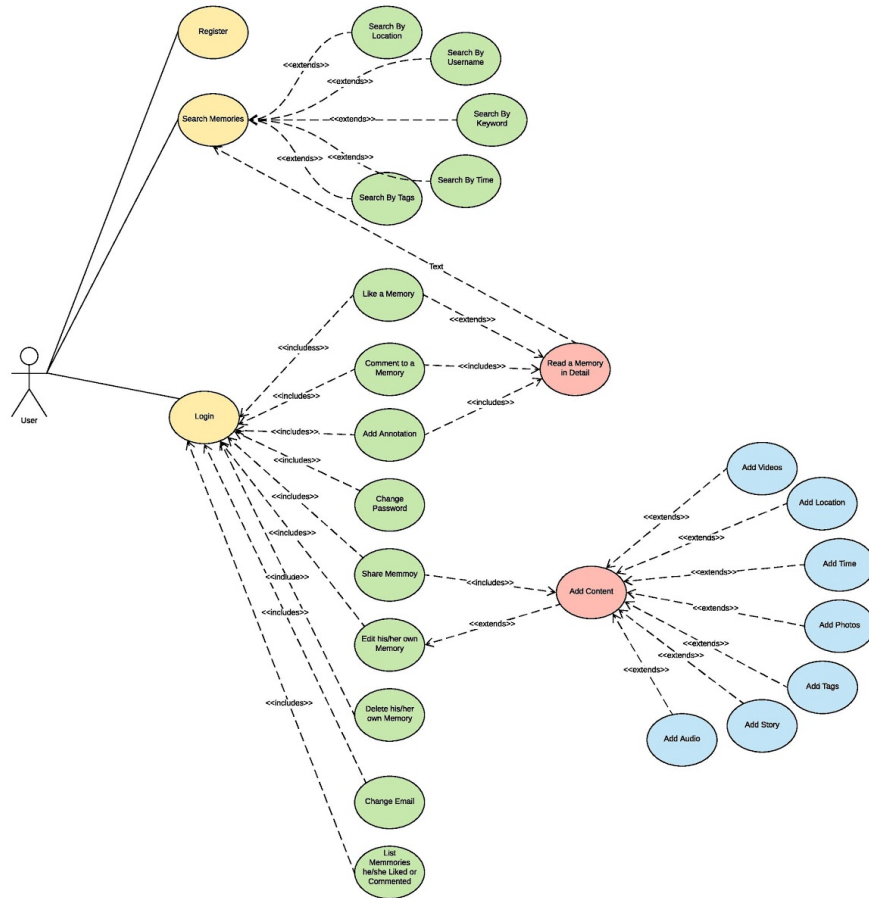 Register
Search By
Location
Search By
Username
<<extends>>
<<extends>>
Search Memories
<<extends>>
Search By
Keyword
<<extends>>
<<extends>>
Search By Time
Search By Tags
Text
Like a Memory
<<extends>>
<<includess>>
Comment to a
Memory
<<includes>>
Read a Memory
in Detail
<<includes>>
<<includes>>
User
Login
<<includes>>
Add Annotation
<<includes>>
Add Videos
<<includes>>
Change
Password
Add Location
<<includes>>
<<extends>>
<<extends>>
Share Memmoy
<<includes>>
Add Time
<<include>>
<<extends>>
Add Content
<<includes>>
<<extends>>
Add Photos
<<extends>>
Edit his/her own
Memory
<<extends>>
<<extends>>
Add Tags
<<includes>>
Delete his/her
own Memory
Add Story
Add Audio
Change Email
List
Memmories
he/she Liked or
Commented